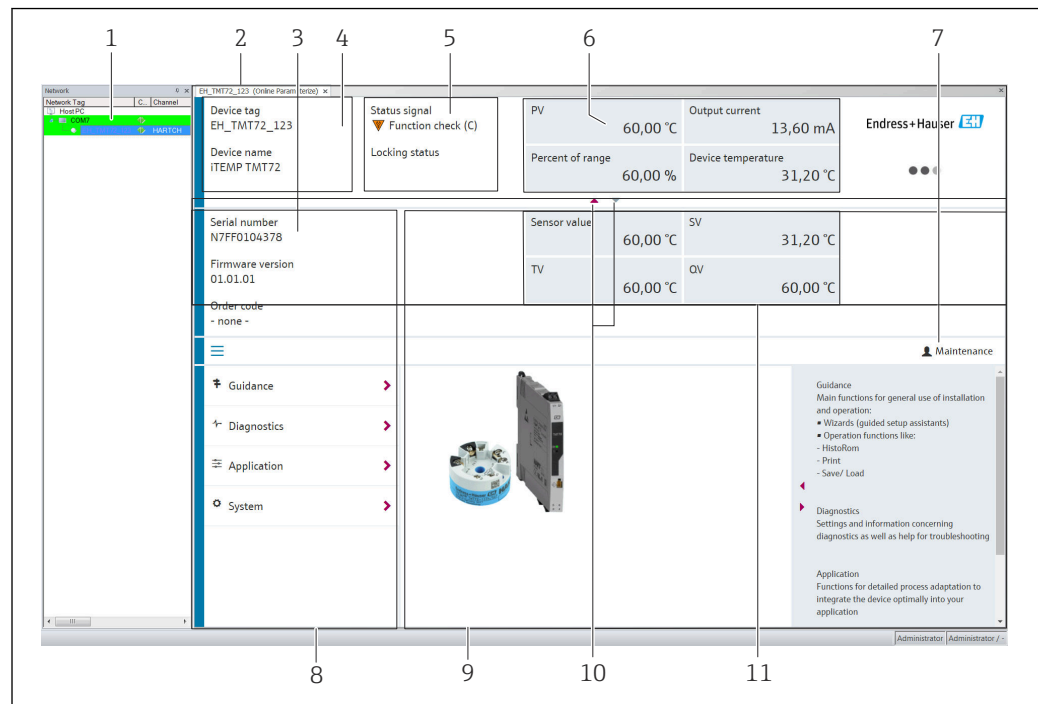 1 2 3 4 5 6 7
Network
Network Tag C... Channel
Host PC
COM7
HARTCH
EH_TMT72_123 (Online Parameterize) ×
Device tag
EH_TMT72_123
Device name
iTEMP TMT72
Status signal
Function check (C)
Locking status
PV
60,00 °C
Output current
13,60 mA
Percent of range
60,00 %
Device temperature
31,20 °C
Endress+Hauser EH
Serial number
N7FF0104378
Firmware version
01.01.01
Order code
- none -
Sensor value
60,00 °C
SV
31,20 °C
TV
60,00 °C
QV
60,00 °C
Maintenance
Guidance
Diagnostics
Application
System
Guidance
Main functions for general use of installation
and operation:
▪ Wizards (guided setup assistants)
▪ Operation functions like:
- HistoRom
- Print
- Save/ Load
Diagnostics
Settings and information concerning
diagnostics as well as help for troubleshooting
Application
Functions for detailed process adaptation to
integrate the device optimally into your
application
Administrator Administrator / -
8 9 10 11